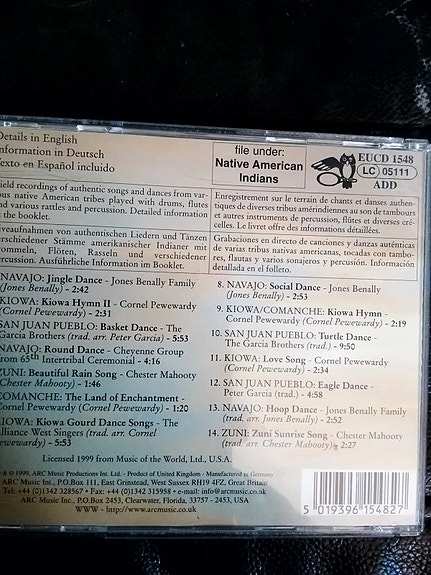 Details in English
Information in Deutsch
Texto en Español incluido
file under:
Native American
Indians
EUCD 1548
LC 05111
ADD
Field recordings of authentic songs and dances from var-
ious native American tribes played with drums, flutes
and various rattles and percussion. Detailed information
in the booklet.
Enregistrement sur le terrain de chants et danses authen-
tiques de diverses tribus amérindiennes au son de tambours
et autres instruments de percussion, flûtes et diverses cré-
celles. Le livret offre des informations détaillées.
Liveaufnahmen von authentischen Liedern und Tänzen
verschiedener Stämme amerikanischer Indianer mit
Trommeln, Flöten, Rasseln und verschiedener
Percussion. Ausführliche Information im Booklet.
Grabaciones en directo de canciones y danzas auténticas
de varias tribus nativas americanas, tocadas con tambo-
res, flautas y varios sonajeros y percusión. Información
detallada en el folleto.
NAVAJO: Jingle Dance - Jones Benally Family
(Jones Benally) - 2:42
KIOWA: Kiowa Hymn II - Cornel Pewewardy
(Cornel Pewewardy) - 2:31
SAN JUAN PUEBLO: Basket Dance - The
Garcia Brothers (trad. arr. Peter Garcia) - 5:53
NAVAJO: Round Dance - Cheyenne Group
from 65th Intertribal Ceremonial - 4:16
ZUNI: Beautiful Rain Song - Chester Mahooty
(Chester Mahooty) - 1:46
COMANCHE: The Land of Enchantment -
Cornel Pewewardy (Cornel Pewewardy) - 1:20
KIOWA: Kiowa Gourd Dance Songs - The
Alliance West Singers (trad. arr. Cornel
Pewewardy) - 5:53
8. NAVAJO: Social Dance - Jones Benally
(Jones Benally) - 2:53
9. KIOWA/COMANCHE: Kiowa Hymn -
Cornel Pewewardy (Cornel Pewewardy) - 2:19
10. SAN JUAN PUEBLO: Turtle Dance -
The Garcia Brothers (trad.) - 9:50
11. KIOWA: Love Song - Cornel Pewewardy
(Cornel Pewewardy) - 2:34
12. SAN JUAN PUEBLO: Eagle Dance -
Peter Garcia (trad.) - 4:58
13. NAVAJO: Hoop Dance - Jones Benally Family
(trad. arr. Jones Benally) - 2:52
14. ZUNI: Zuni Sunrise Song - Chester Mahooty
(trad. arr. Chester Mahooty) - 2:27
Licensed 1999 from Music of the World, Ltd., U.S.A.
& © 1999, ARC Music Productions Int. Ltd. - Product of United Kingdom - Manufactured in Germany
ARC Music Inc., P.O. Box 111, East Grinstead, West Sussex RH19 4FZ, Great Britain
Tel: +44 (0)1342 328567 • Fax: +44 (0)1342 315958 • e-mail: info@arcmusic.co.uk
ARC Music Inc., P.O. Box 2453, Clearwater, Florida, 33757 - 2453, USA
WWW - http://www.arcmusic.co.uk
5 019396 154827